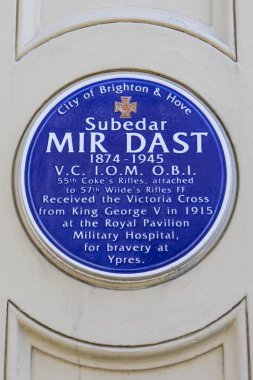 City of Brighton & Hove
Subedar
MIR DAST
1874-1945
V.C. I.O.M. O.B.I.
55th Coke's Rifles, attached
to 57th Wilde's Rifles FF
Received the Victoria Cross
from King George V in 1915
at the Royal Pavilion
Military Hospital,
for bravery at
Ypres.